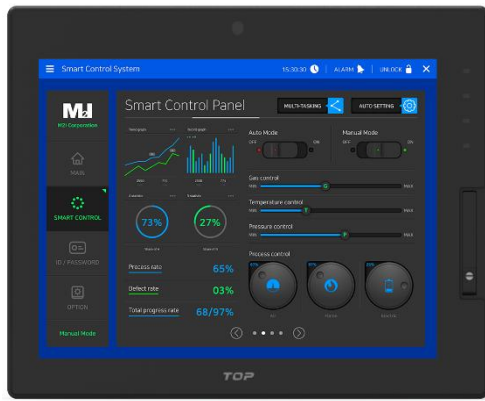 Smart Control System
15:30:30
ALARM
UNLOCK
M2I
M2I Corporation
MAIN
SMART CONTROL
ID / PASSWORD
OPTION
Manual Mode
Smart Control Panel
MULTI-TASKING
AUTO SETTING
73%
27%
Process rate 65%
Defect rate 03%
Total progress rate 68/97%
Auto Mode
OFF ON
Manual Mode
OFF ON
Gas control
MIN G MAX
Temperature control
MIN T MAX
Pressure control
MIN P MAX
Process control
TOP